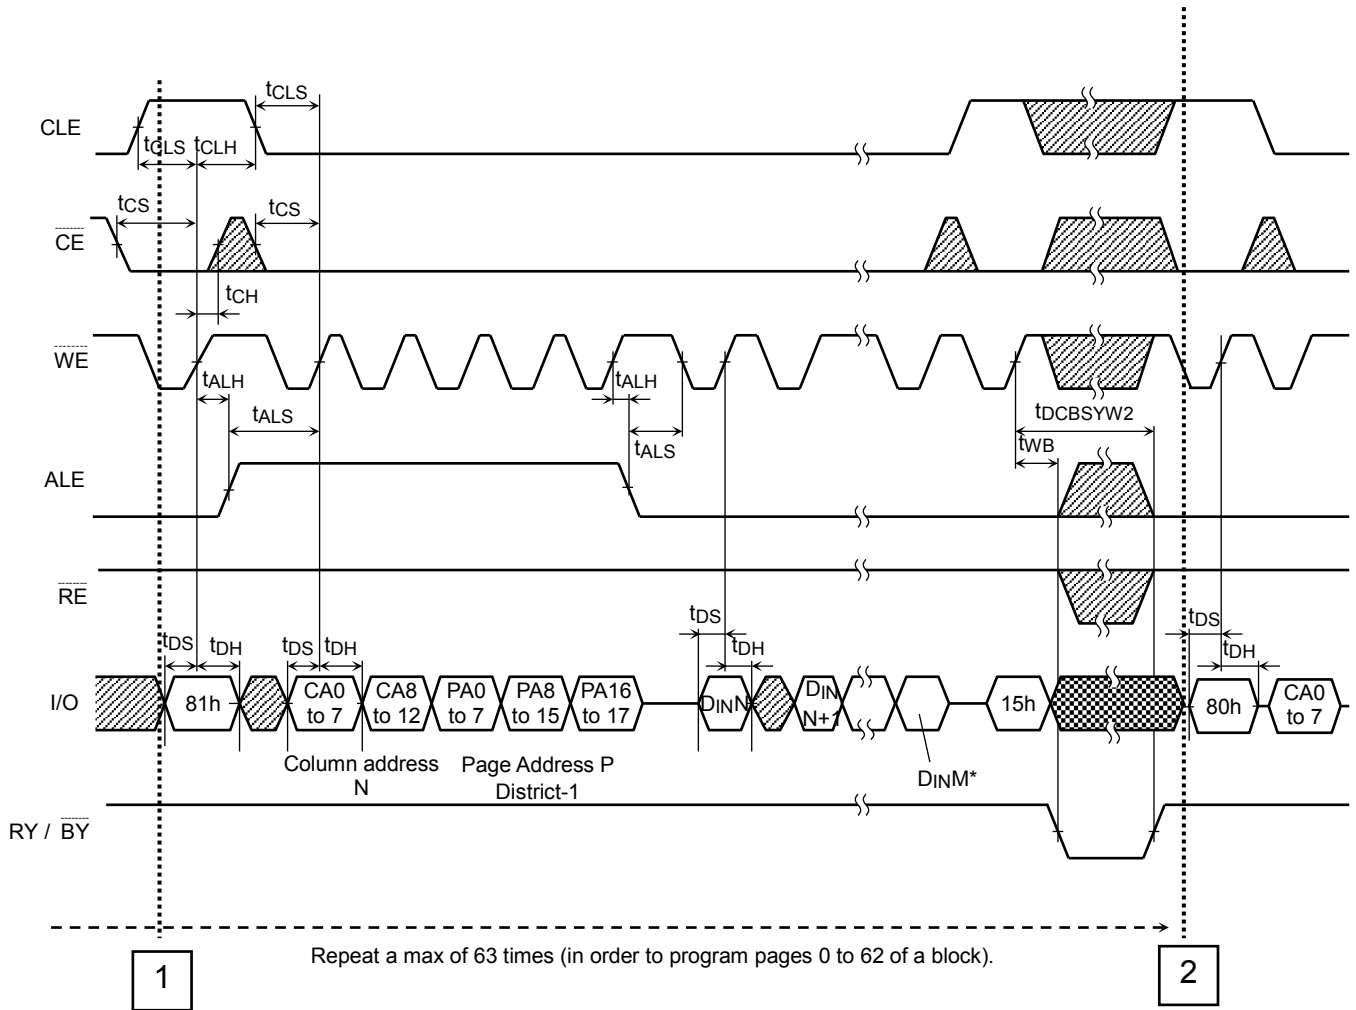 tCLS
CLE
tCLS tCLH
tCS tCS
CE
tCH
WE
tALH tALH
tALS tALS
tDCBSYW2
tWB
ALE
RE
tDS tDH tDS tDH tDS tDH tDS tDH
I/O
81h
CA0 to 7
CA8 to 12
PA0 to 7
PA8 to 15
PA16 to 17
DINN
DIN N+1
15h
80h
CA0 to 7
Column address
N
Page Address P
District-1
DINM*
RY / BY
Repeat a max of 63 times (in order to program pages 0 to 62 of a block).
1
2